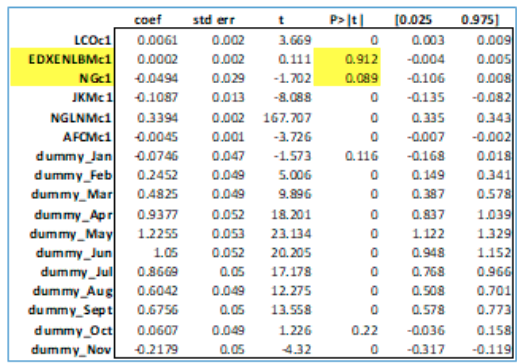 coef std err t P>|t| [0.025 0.975]
LCOc1 0.0061 0.002 3.669 0 0.003 0.009
EDXENLBMc1 0.0002 0.002 0.111 0.912 -0.004 0.005
NGc1 -0.0494 0.029 -1.702 0.089 -0.106 0.008
JKMc1 -0.1087 0.013 -8.088 0 -0.135 -0.082
NGLNMc1 0.3394 0.002 167.707 0 0.335 0.343
AFCMc1 -0.0045 0.001 -3.726 0 -0.007 -0.002
dummy_Jan -0.0746 0.047 -1.573 0.116 -0.168 0.018
dummy_Feb 0.2452 0.049 5.006 0 0.149 0.341
dummy_Mar 0.4825 0.049 9.896 0 0.387 0.578
dummy_Apr 0.9377 0.052 18.201 0 0.837 1.039
dummy_May 1.2255 0.053 23.134 0 1.122 1.329
dummy_Jun 1.05 0.052 20.205 0 0.948 1.152
dummy_Jul 0.8669 0.05 17.178 0 0.768 0.966
dummy_Aug 0.6042 0.049 12.275 0 0.508 0.701
dummy_Sept 0.6756 0.05 13.558 0 0.578 0.773
dummy_Oct 0.0607 0.049 1.226 0.22 -0.036 0.158
dummy_Nov -0.2179 0.05 -4.32 0 -0.317 -0.119